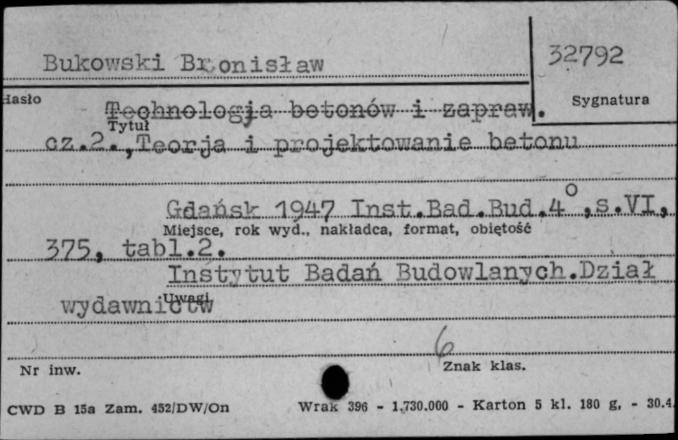 Bukowski Bronisław
32792
Hasło
Sygnatura
Technologja betonów i zapraw.
Tytuł
cz.2.,Teorja i projektowanie betonu
Gdańsk 1947 Inst.Bad.Bud.4°,s.VI,
Miejsce, rok wyd., nakładca, format, objętość
375, tabl.2.
Instytut Badań Budowlanych.Dział
Uwagi
wydawnictw
6
Nr inw.
Znak klas.
CWD B 15a Zam. 452/DW/On
Wrak 396 - 1,730.000 - Karton 5 kl. 180 g, - 30.4